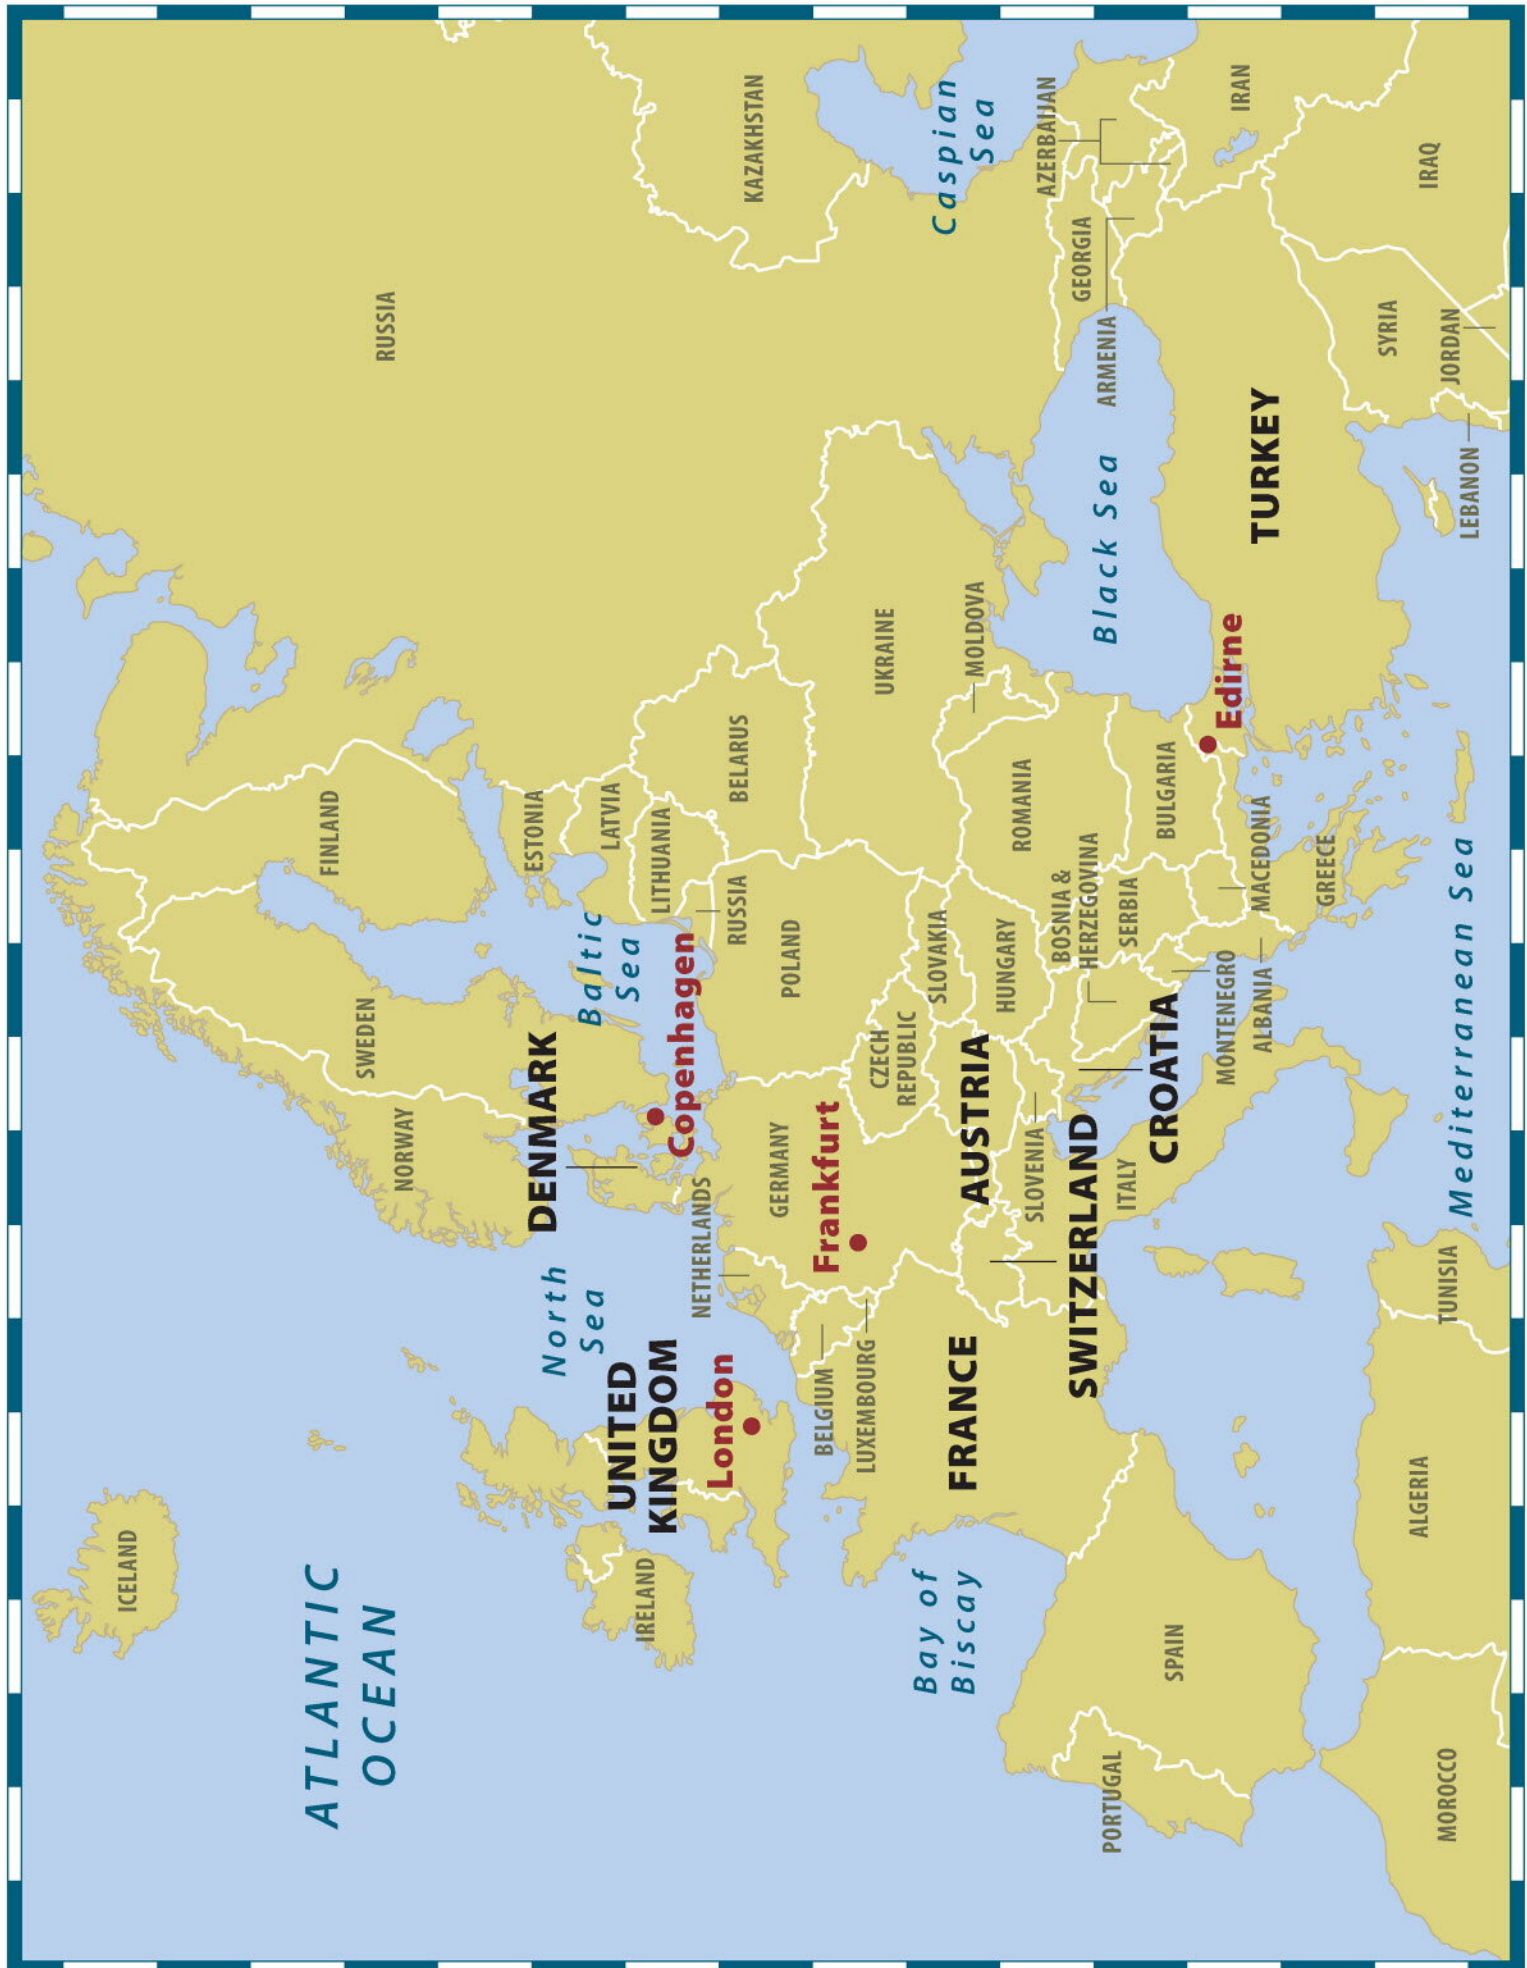 ICELAND
ATLANTIC
OCEAN
RUSSIA
FINLAND
SWEDEN
NORWAY
ESTONIA
LATVIA
LITHUANIA
RUSSIA
BELARUS
KAZAKHSTAN
DENMARK
Baltic
Sea
Copenhagen
North
Sea
UNITED
KINGDOM
IRELAND
London
NETHERLANDS
GERMANY
POLAND
Frankfurt
BELGIUM
LUXEMBOURG
CZECH
REPUBLIC
SLOVAKIA
UKRAINE
MOLDOVA
Bay of
Biscay
FRANCE
AUSTRIA
HUNGARY
ROMANIA
SLOVENIA
SWITZERLAND
ITALY
CROATIA
BOSNIA &
HERZEGOVINA
SERBIA
BULGARIA
MONTENEGRO
ALBANIA
MACEDONIA
GREECE
Edirne
Black Sea
Caspian
Sea
GEORGIA
ARMENIA
AZERBAIJAN
TURKEY
IRAN
IRAQ
SYRIA
JORDAN
LEBANON
PORTUGAL
SPAIN
Mediterranean Sea
MOROCCO
ALGERIA
TUNISIA